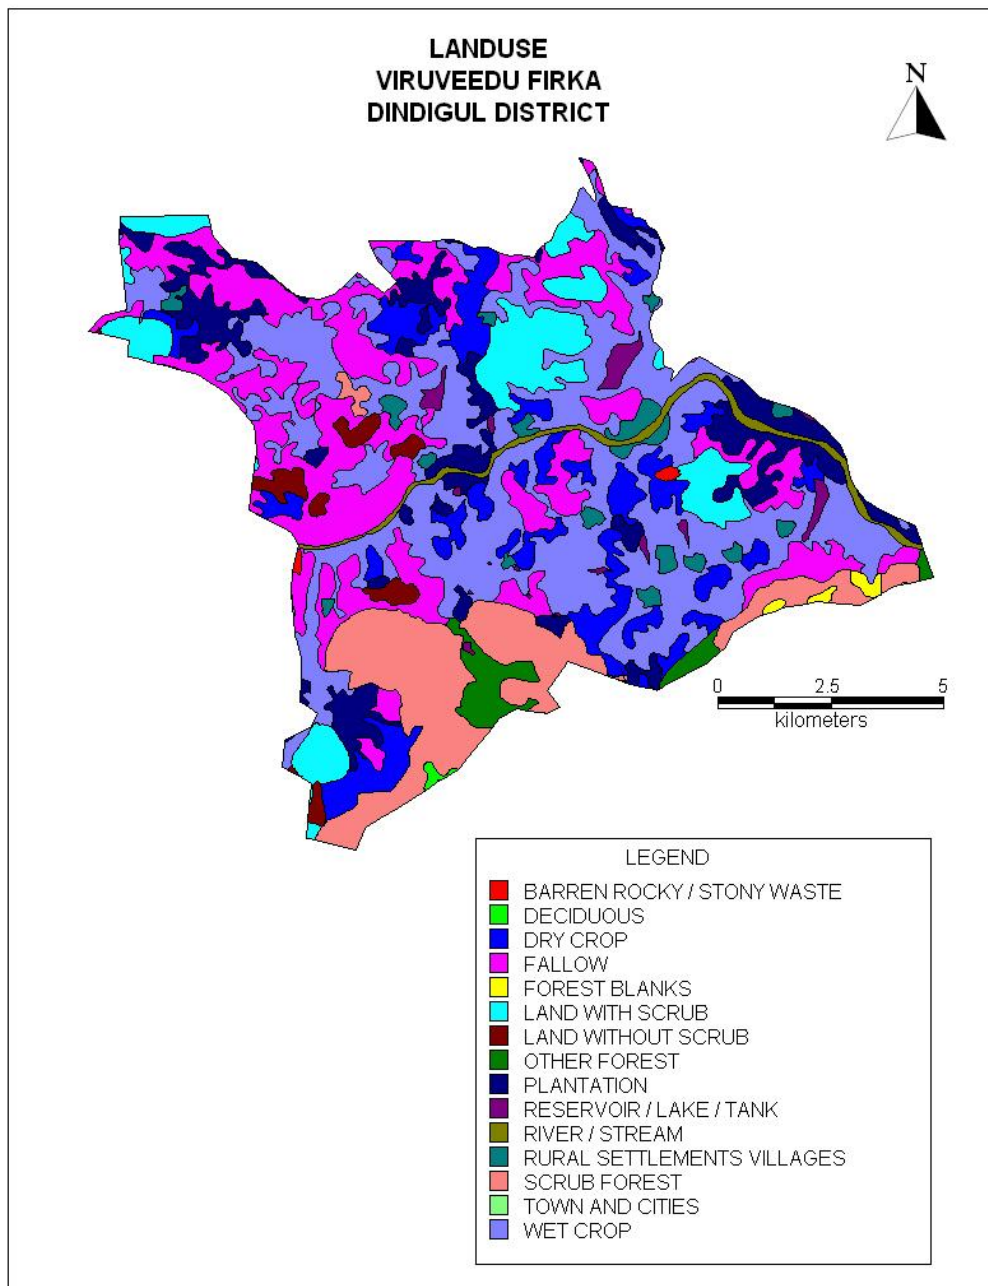 LANDUSE
VIRUVEEDU FIRKA
DINDIGUL DISTRICT
N
0 2.5 5
kilometers
LEGEND
BARREN ROCKY / STONY WASTE
DECIDUOUS
DRY CROP
FALLOW
FOREST BLANKS
LAND WITH SCRUB
LAND WITHOUT SCRUB
OTHER FOREST
PLANTATION
RESERVOIR / LAKE / TANK
RIVER / STREAM
RURAL SETTLEMENTS VILLAGES
SCRUB FOREST
TOWN AND CITIES
WET CROP